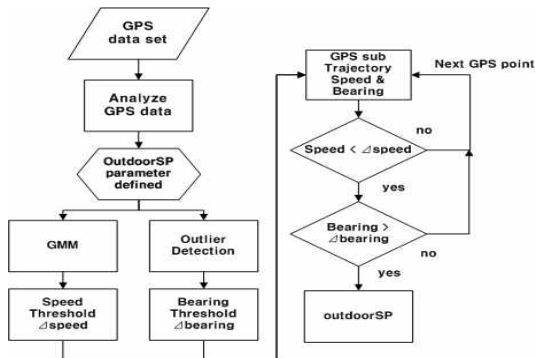 GPS
data set
Analyze
GPS data
OutdoorSP
parameter
defined
GMM
Outlier
Detection
Speed
Threshold
⊿speed
Bearing
Threshold
⊿bearing
GPS sub
Trajectory
Speed &
Bearing
Next GPS point
Speed < ⊿speed
no
yes
Bearing >
⊿bearing
no
yes
outdoorSP